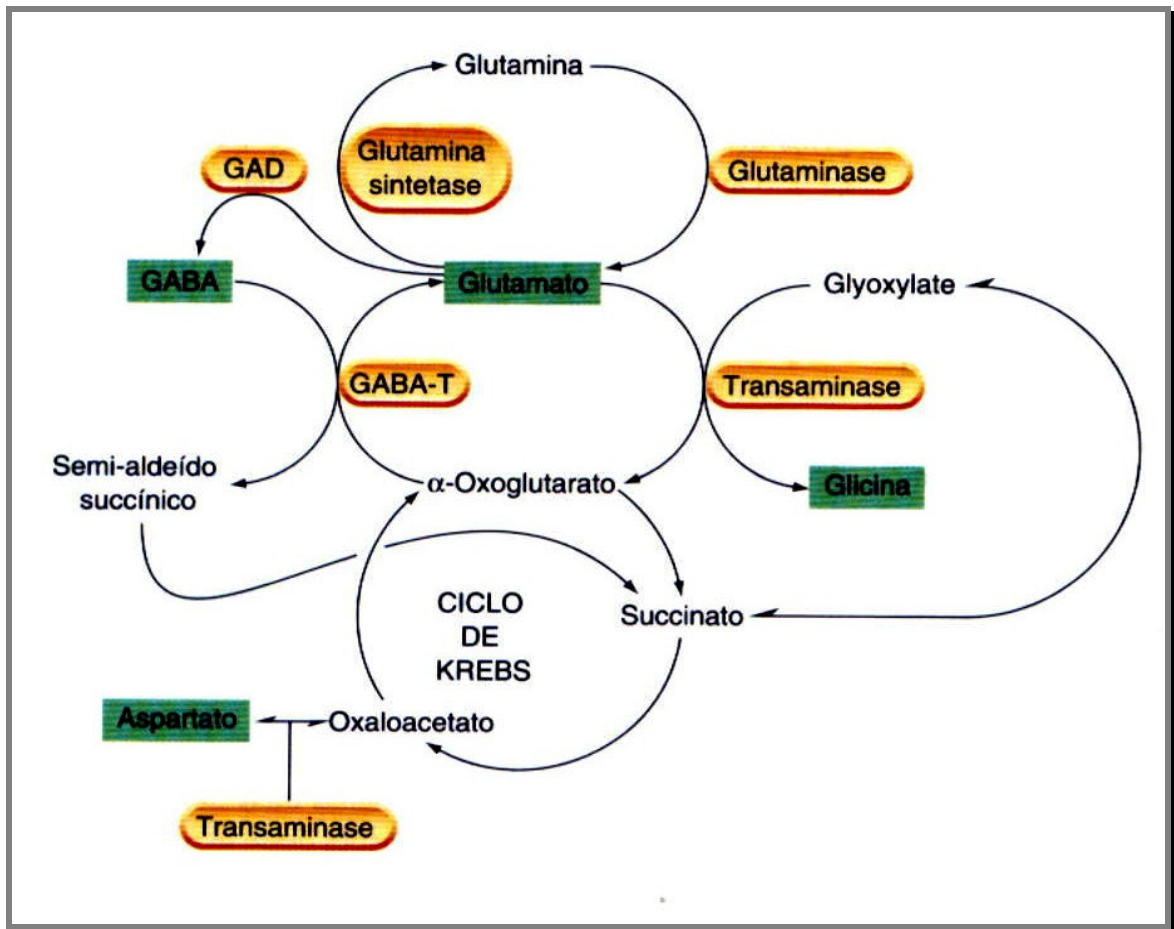 Glutamina
Glutamina
sintetase
GAD
Glutaminase
GABA
Glutamato
Glyoxylate
GABA-T
Transaminase
Semi-aldeído
succínico
α-Oxoglutarato
Glicina
CICLO
DE
KREBS
Succinato
Aspartato
Oxaloacetato
Transaminase